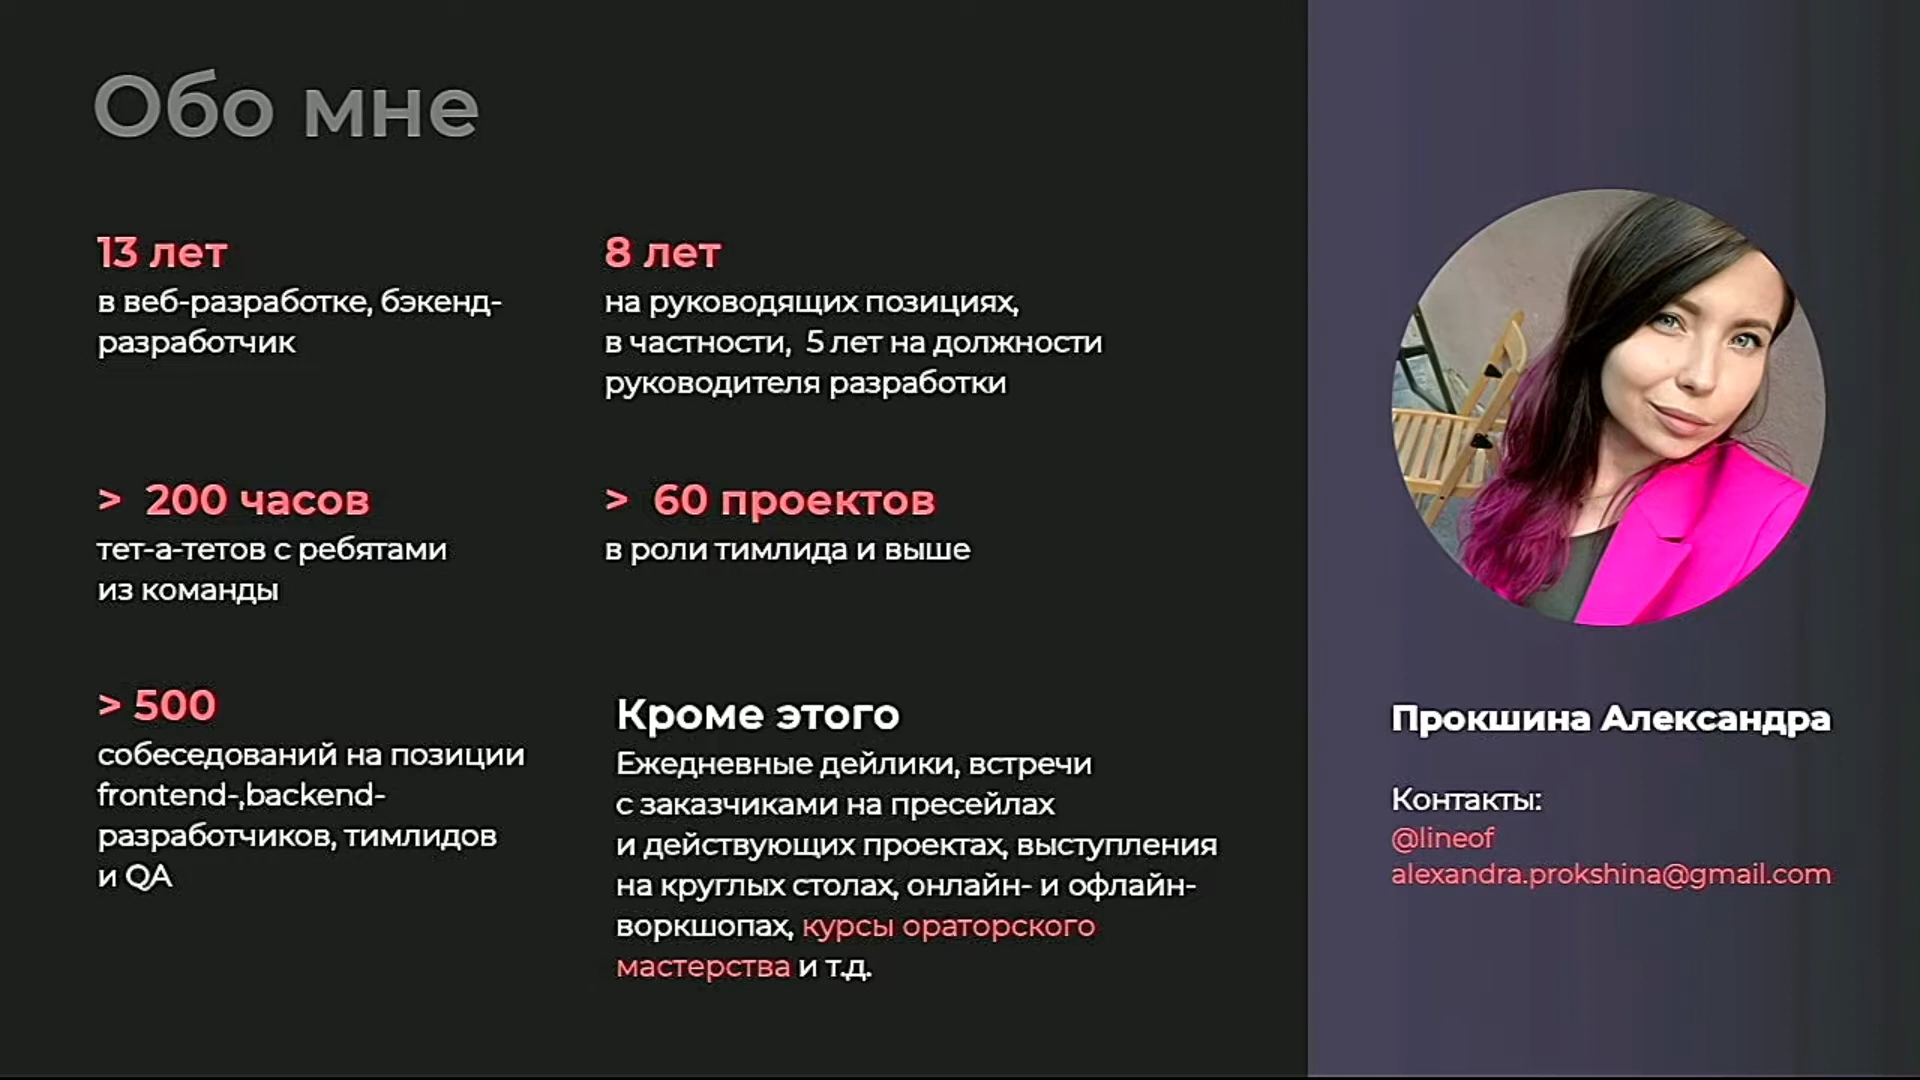 Обо мне
13 лет
в веб-разработке, бэкенд-
разработчик
8 лет
на руководящих позициях,
в частности, 5 лет на должности
руководителя разработки
> 200 часов
тет-а-тетов с ребятами
из команды
> 60 проектов
в роли тимлида и выше
> 500
собеседований на позиции
frontend-,backend-
разработчиков, тимлидов
и QA
Кроме этого
Ежедневные дейлики, встречи
с заказчиками на пресейлах
и действующих проектах, выступления
на круглых столах, онлайн- и офлайн-
воркшопах, курсы ораторского
мастерства и т.д.
Прокшина Александра
Контакты:
@lineof
alexandra.prokshina@gmail.com